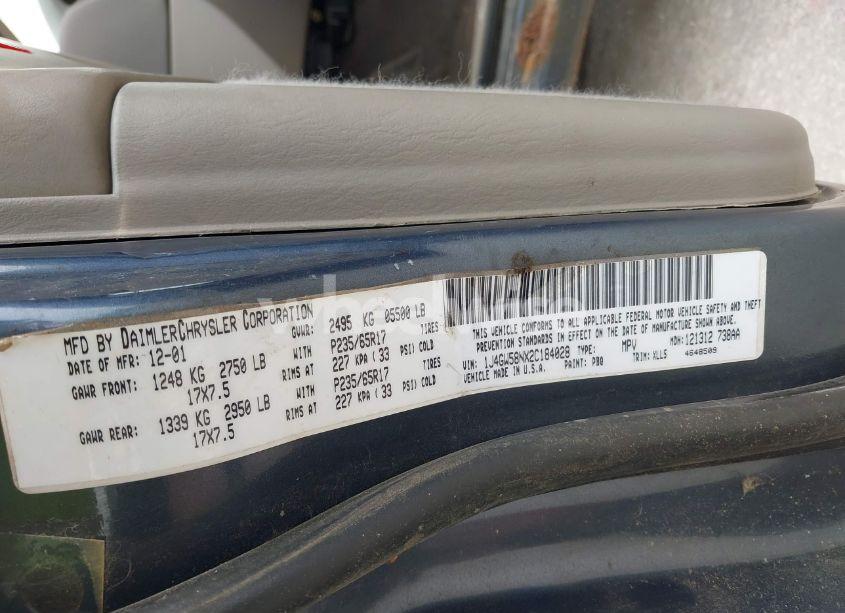 MFD BY DAIMLERCHRYSLER CORPORATION
DATE OF MFR: 12-01 GVWR: 2495 KG 05500 LB
GAWR FRONT: 1248 KG 2750 LB WITH P235/65R17 TIRES
17X7.5 RIMS AT 227 KPA ( 33 PSI) COLD
GAWR REAR: 1339 KG 2950 LB WITH P235/65R17 TIRES
17X7.5 RIMS AT 227 KPA ( 33 PSI) COLD
THIS VEHICLE CONFORMS TO ALL APPLICABLE FEDERAL MOTOR VEHICLE SAFETY AND THEFT
PREVENTION STANDARDS IN EFFECT ON THE DATE OF MANUFACTURE SHOWN ABOVE.
VIN: 1J4GW58NX2C184028 TYPE: MPV MDH: 121312 738AA
VEHICLE MADE IN U.S.A. PAINT: PBQ TRIM: XLLS 4648509